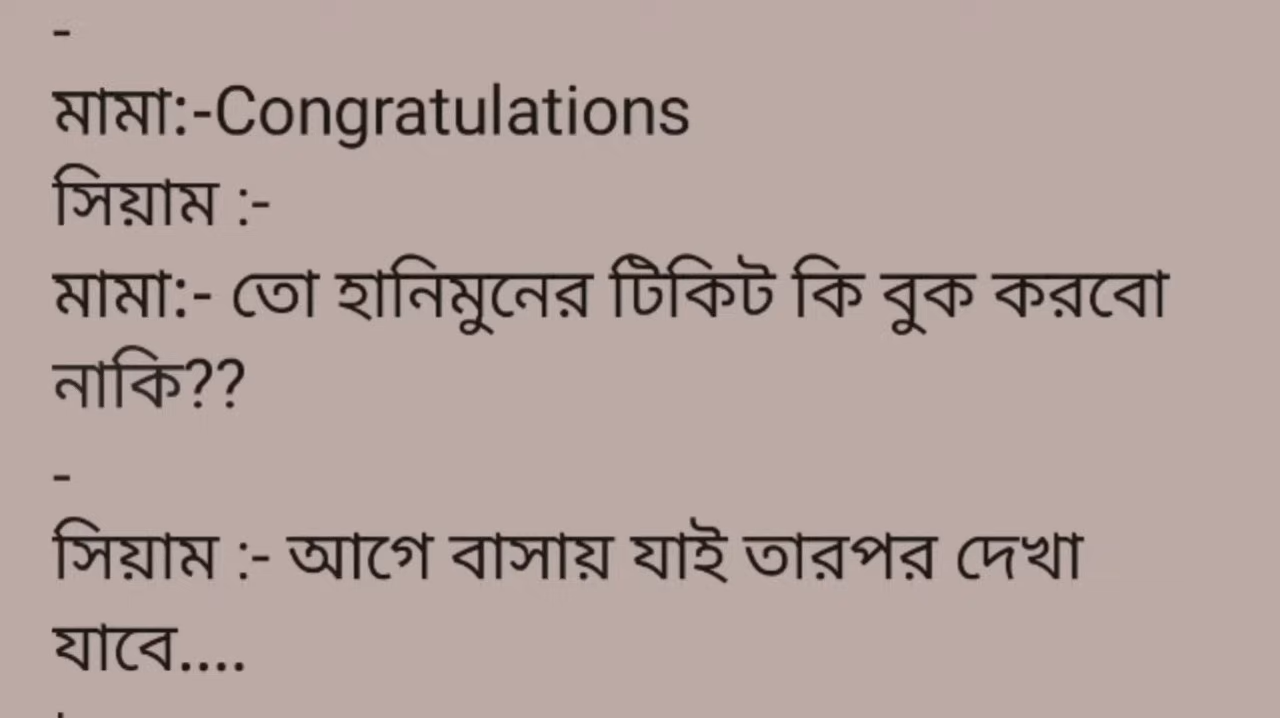 -
মামা:-Congratulations
সিয়াম :-
মামা:- তো হানিমুনের টিকিট কি বুক করবো
নাকি??
-
সিয়াম :- আগে বাসায় যাই তারপর দেখা
যাবে....